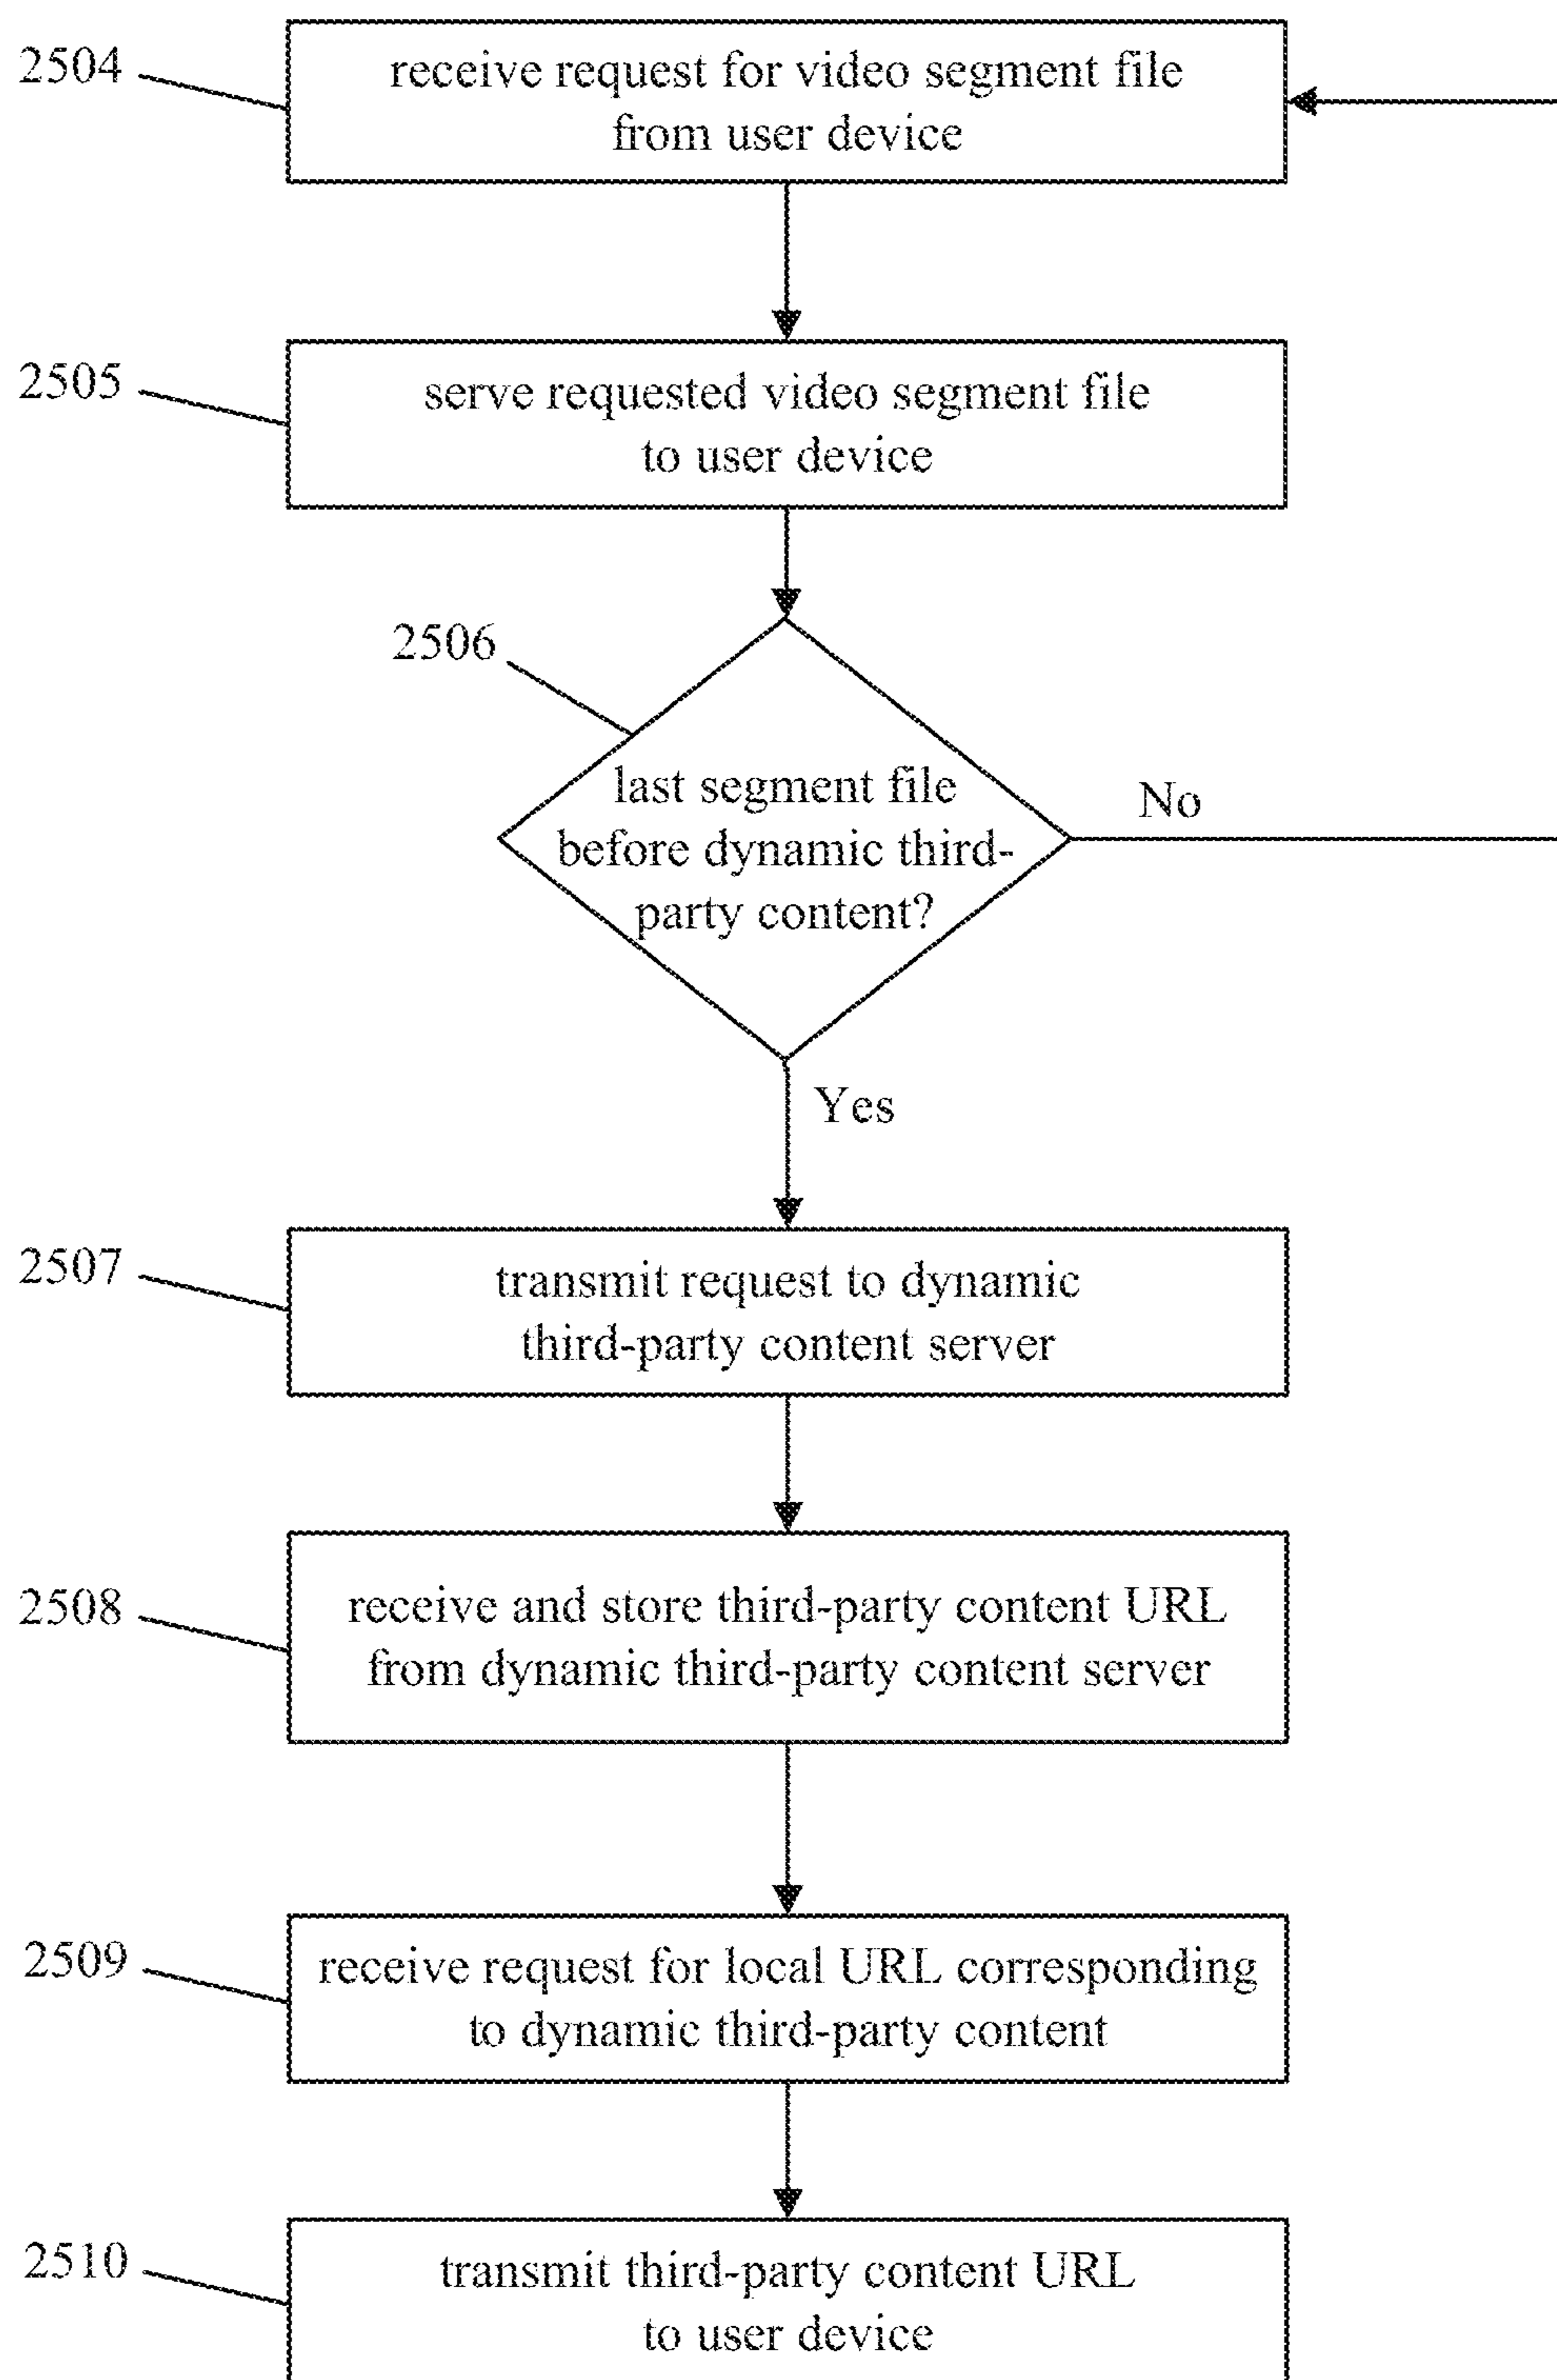 2504
receive request for video segment file
from user device
2505
serve requested video segment file
to user device
2506
last segment file
before dynamic third-
party content?
No
Yes
2507
transmit request to dynamic
third-party content server
2508
receive and store third-party content URL
from dynamic third-party content server
2509
receive request for local URL corresponding
to dynamic third-party content
2510
transmit third-party content URL
to user device